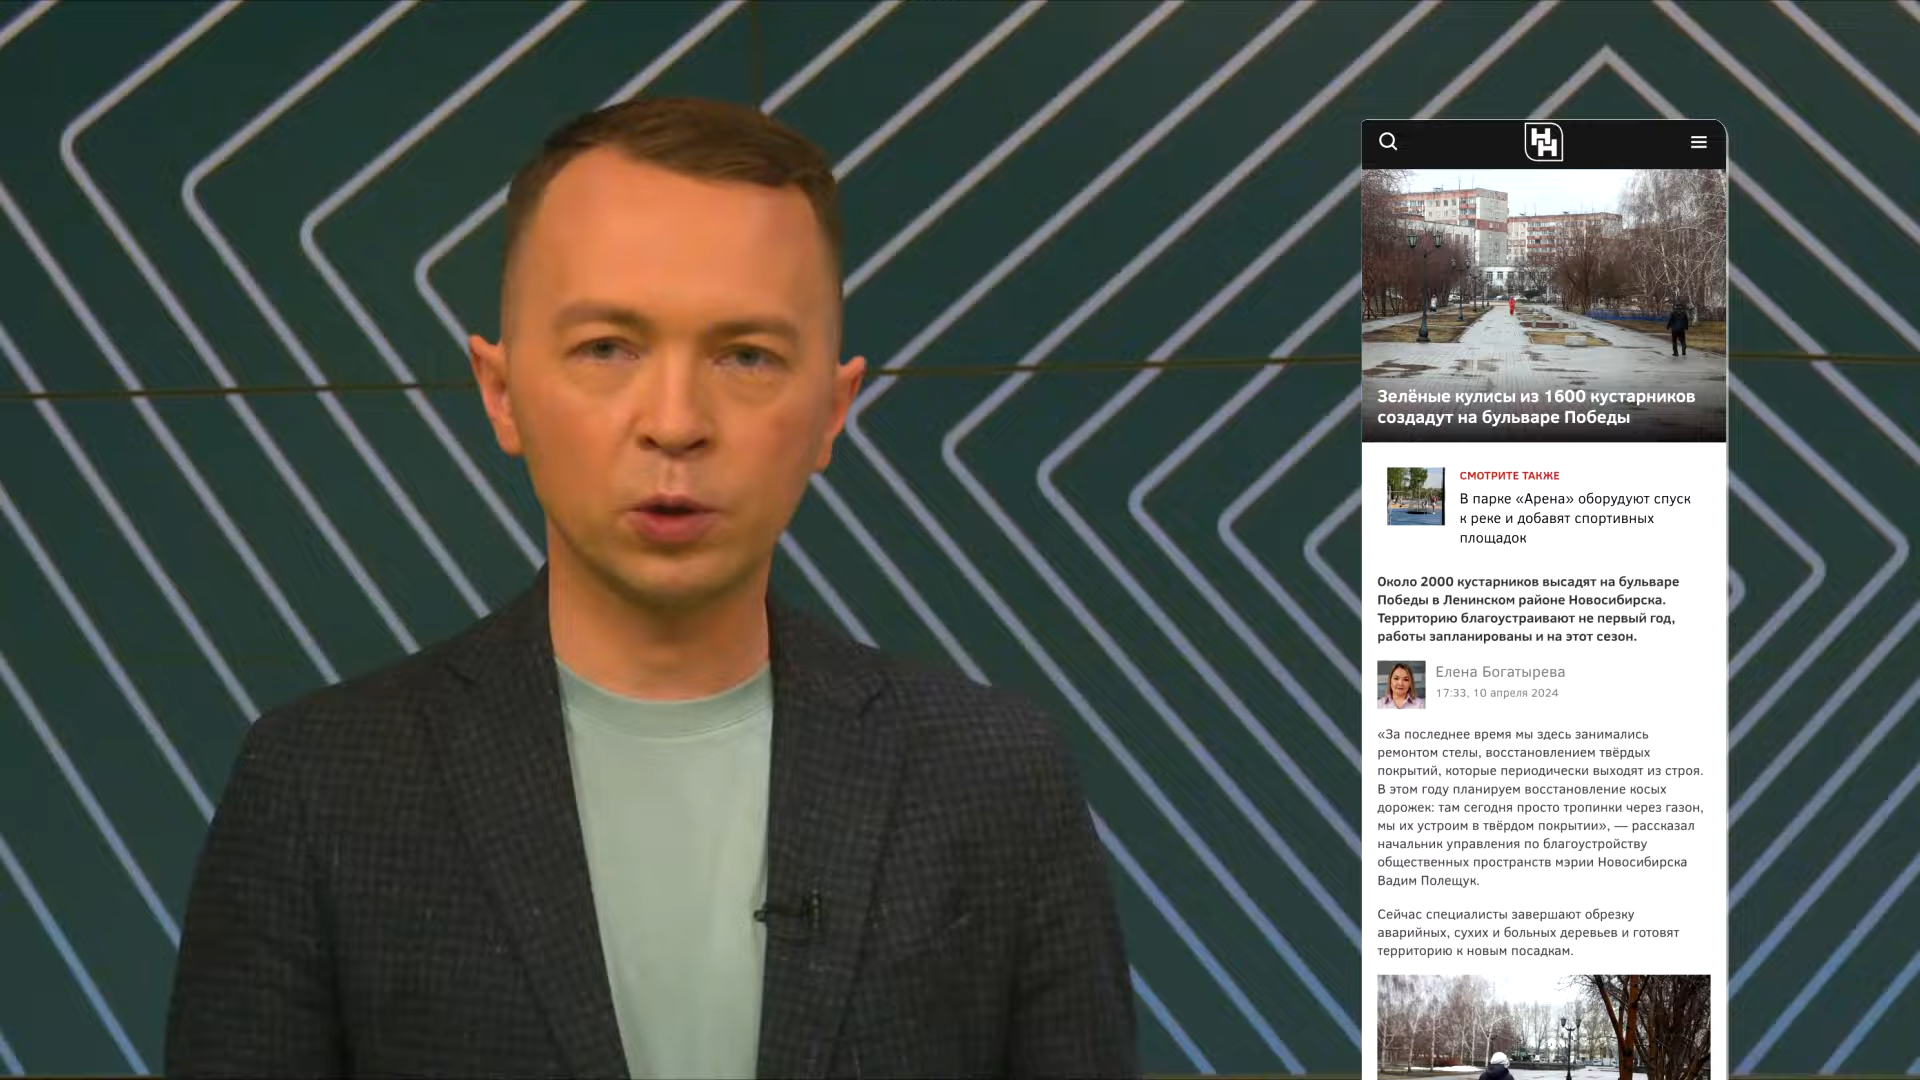 НН
Зелёные кулисы из 1600 кустарников
создадут на бульваре Победы
СМОТРИТЕ ТАКЖЕ
В парке «Арена» оборудуют спуск
к реке и добавят спортивных
площадок
Около 2000 кустарников высадят на бульваре
Победы в Ленинском районе Новосибирска.
Территорию благоустраивают не первый год,
работы запланированы и на этот сезон.
Елена Богатырева
17:33, 10 апреля 2024
«За последнее время мы здесь занимались
ремонтом стелы, восстановлением твёрдых
покрытий, которые периодически выходят из строя.
В этом году планируем восстановление косых
дорожек: там сегодня просто тропинки через газон,
мы их устроим в твёрдом покрытии», — рассказал
начальник управления по благоустройству
общественных пространств мэрии Новосибирска
Вадим Полещук.
Сейчас специалисты завершают обрезку
аварийных, сухих и больных деревьев и готовят
территорию к новым посадкам.